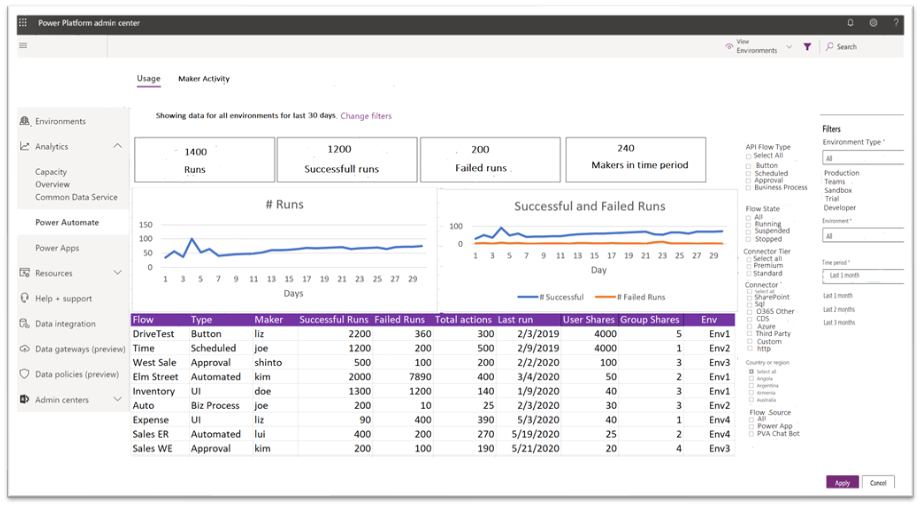 Power Platform admin center
?
View
Environments
Search
Usage
Maker Activity
Showing data for all environments for last 30 days. Change filters
Environments
Analytics
Capacity
Overview
Common Data Service
Power Automate
Power Apps
Resources
Help + support
Data integration
Data gateways (preview)
Data policies (preview)
Admin centers
1400
Runs
1200
Successfull runs
200
Failed runs
240
Makers in time period
# Runs
150
100
50
0
1 3 5 7 9 11 13 15 17 19 21 23 25 27 29
Days
Successful and Failed Runs
100
0
1 3 5 7 9 11 13 15 17 19 21 23 25 27 29
Day
# Successful # Failed Runs
Flow Type Maker Successful Runs Failed Runs Total actions Last run User Shares Group Shares Env
DriveTest Button liz 2200 360 300 2/3/2019 4000 5 Env1
Time Scheduled joe 1200 200 500 2/9/2019 4000 1 Env2
West Sale Approval shinto 500 100 200 2/2/2020 100 3 Env3
Elm Street Automated kim 2000 7890 400 3/4/2020 50 2 Env1
Inventory UI doe 1300 1200 140 1/9/2020 40 3 Env1
Auto Biz Process joe 200 10 25 2/3/2020 30 3 Env2
Expense UI liz 90 400 390 5/3/2020 40 1 Env4
Sales ER Automated lui 400 200 270 5/19/2020 25 2 Env4
Sales WE Approval kim 200 100 190 5/21/2020 20 4 Env3
API Flow Type
Select All
Button
Scheduled
Approval
Business Process
Flow State
All
Running
Suspended
Stopped
Connector Tier
Select all
Premium
Standard
Connector
Select all
SharePoint
Sql
O365 Other
CDS
Azure
Third Party
Custom
http
Country or region
Select all
Angola
Argentina
Armenia
Australia
Flow Source
All
Power App
PVA Chat Bot
Filters
Environment Type *
All
Production
Teams
Sandbox
Trial
Developer
Environment *
All
Time period *
Last 1 month
Last 1 month
Last 2 months
Last 3 months
Apply
Cancel